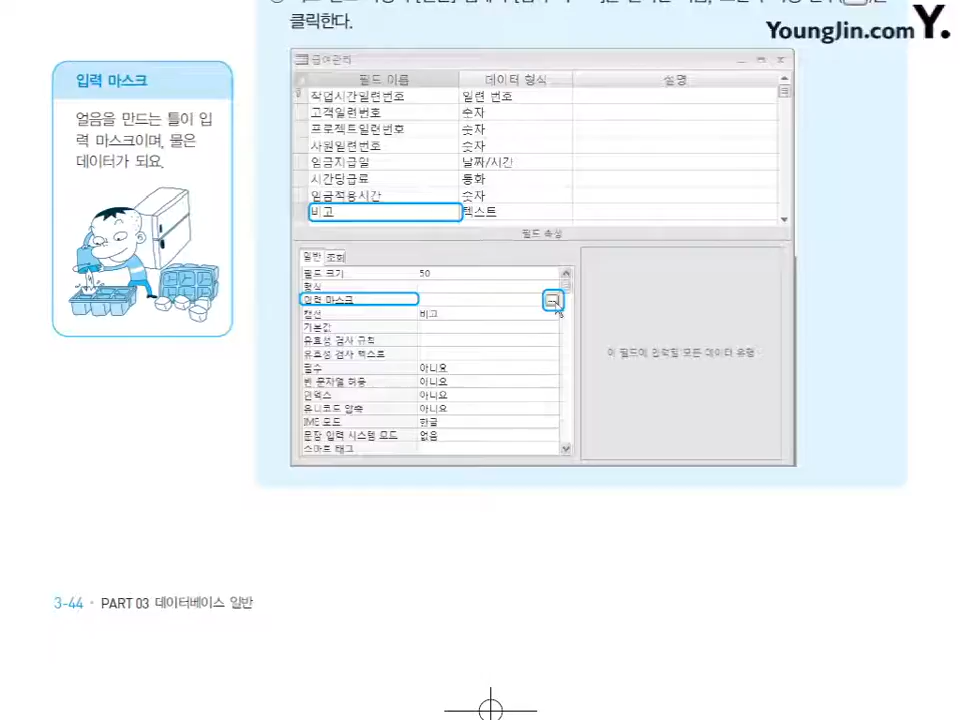 클릭한다.
YoungJin.com Y.
입력 마스크
얼음을 만드는 틀이 입
력 마스크이며, 물은
데이터가 되요.
급여관리
필드 이름 데이터 형식 설명
작업시간일련번호 일련 번호
고객일련번호 숫자
프로젝트일련번호 숫자
사원일련번호 숫자
임금지급일 날짜/시간
시간당급료 통화
임금적용시간 숫자
비고 텍스트
필드 속성
일반 조회
필드 크기 50
형식
입력 마스크
캡션 비고
기본값
유효성 검사 규칙
유효성 검사 텍스트
필수 아니요
빈 문자열 허용 아니요
인덱스 아니요
유니코드 압축 아니요
IME 모드 한글
문장 입력 시스템 모드 없음
스마트 태그
이 필드에 입력할 모든 데이터 유형
3-44 · PART 03 데이터베이스 일반